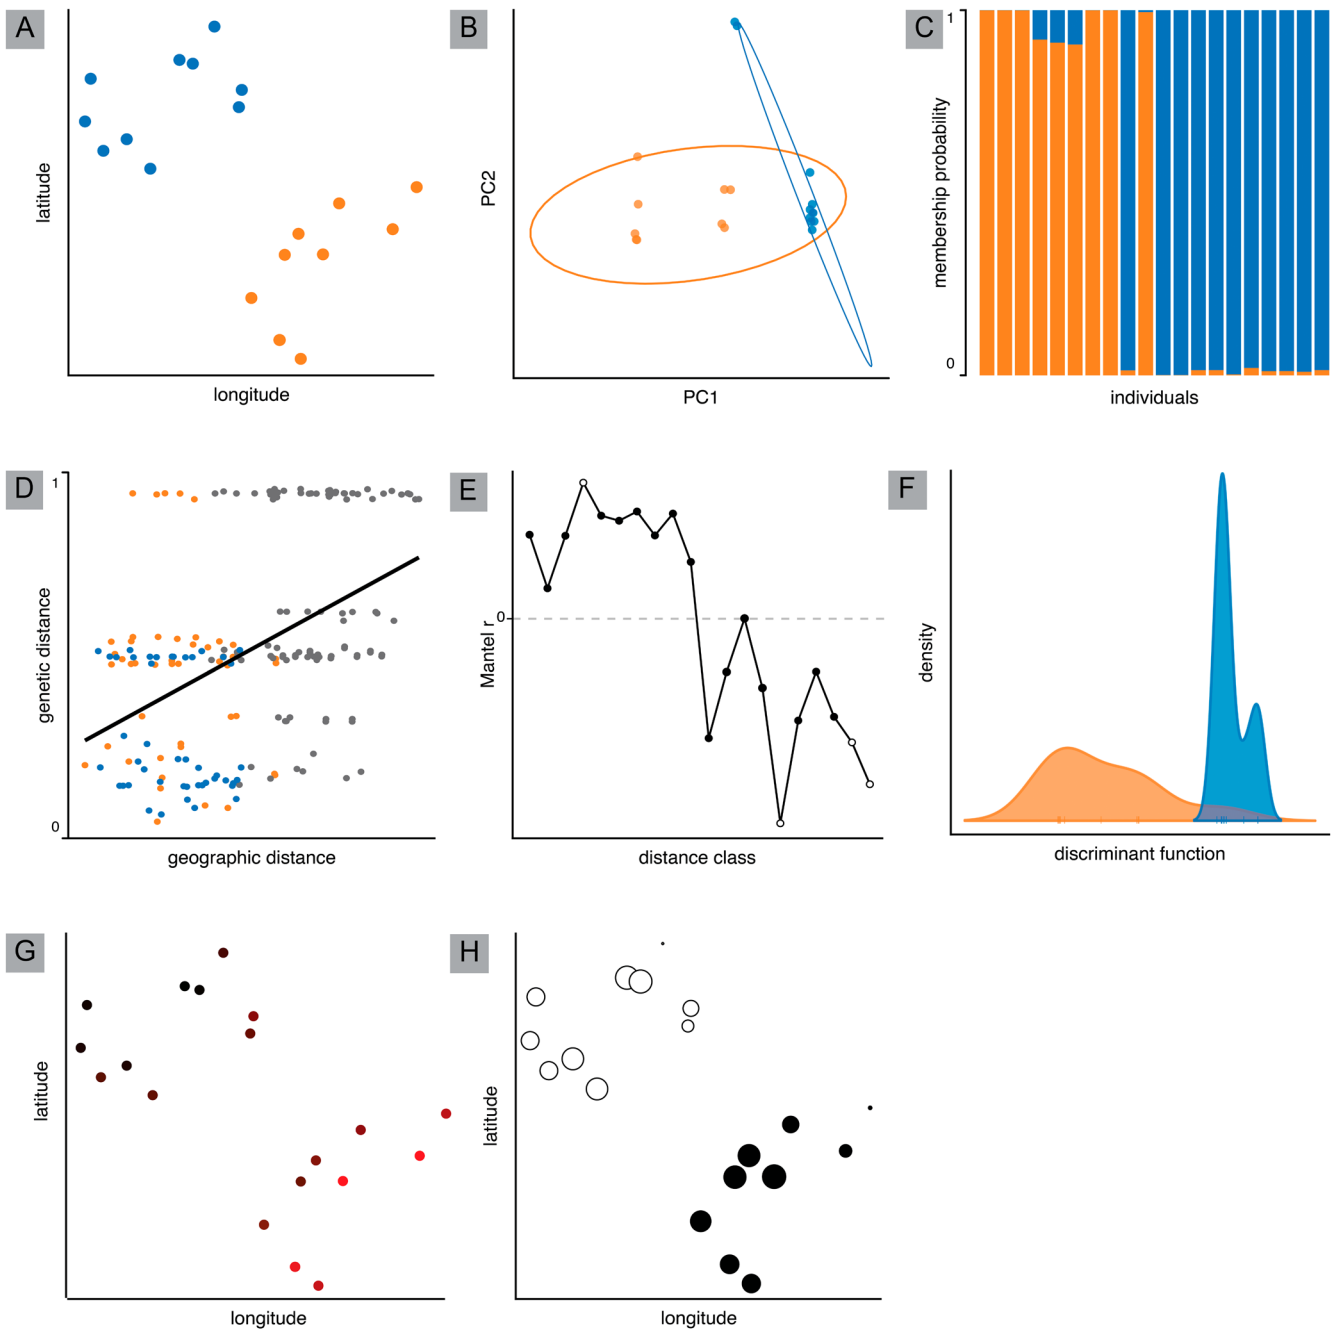 A
latitude
longitude
B
PC2
PC1
C
1
membership probability
0
individuals
D
1
genetic distance
0
geographic distance
E
0
Mantel r
distance class
F
density
discriminant function
G
latitude
longitude
H
latitude
longitude